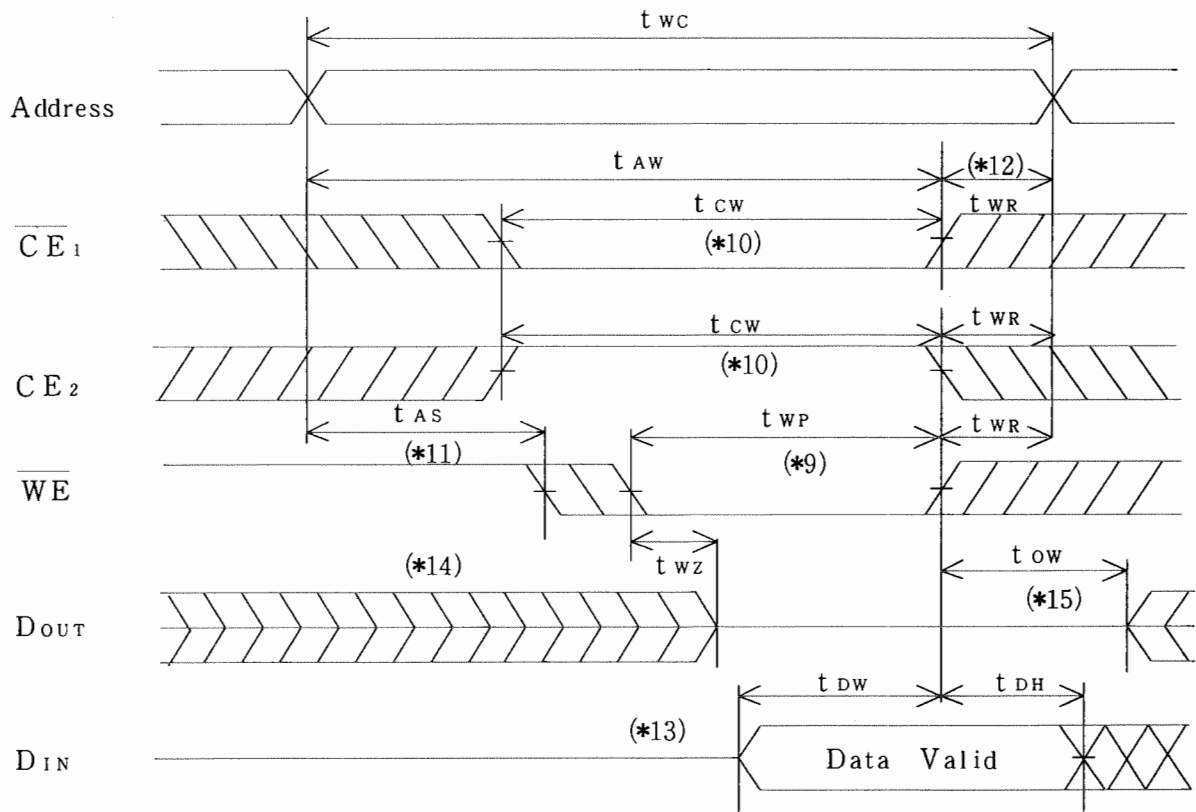 t WC
Address
t AW
(*12)
t CW
t WR
CE1
(*10)
t CW
t WR
CE2
(*10)
t AS
t WP
t WR
(*11)
(*9)
WE
t WZ
t OW
(*14)
(*15)
DOUT
t DW
t DH
(*13)
DIN
Data Valid